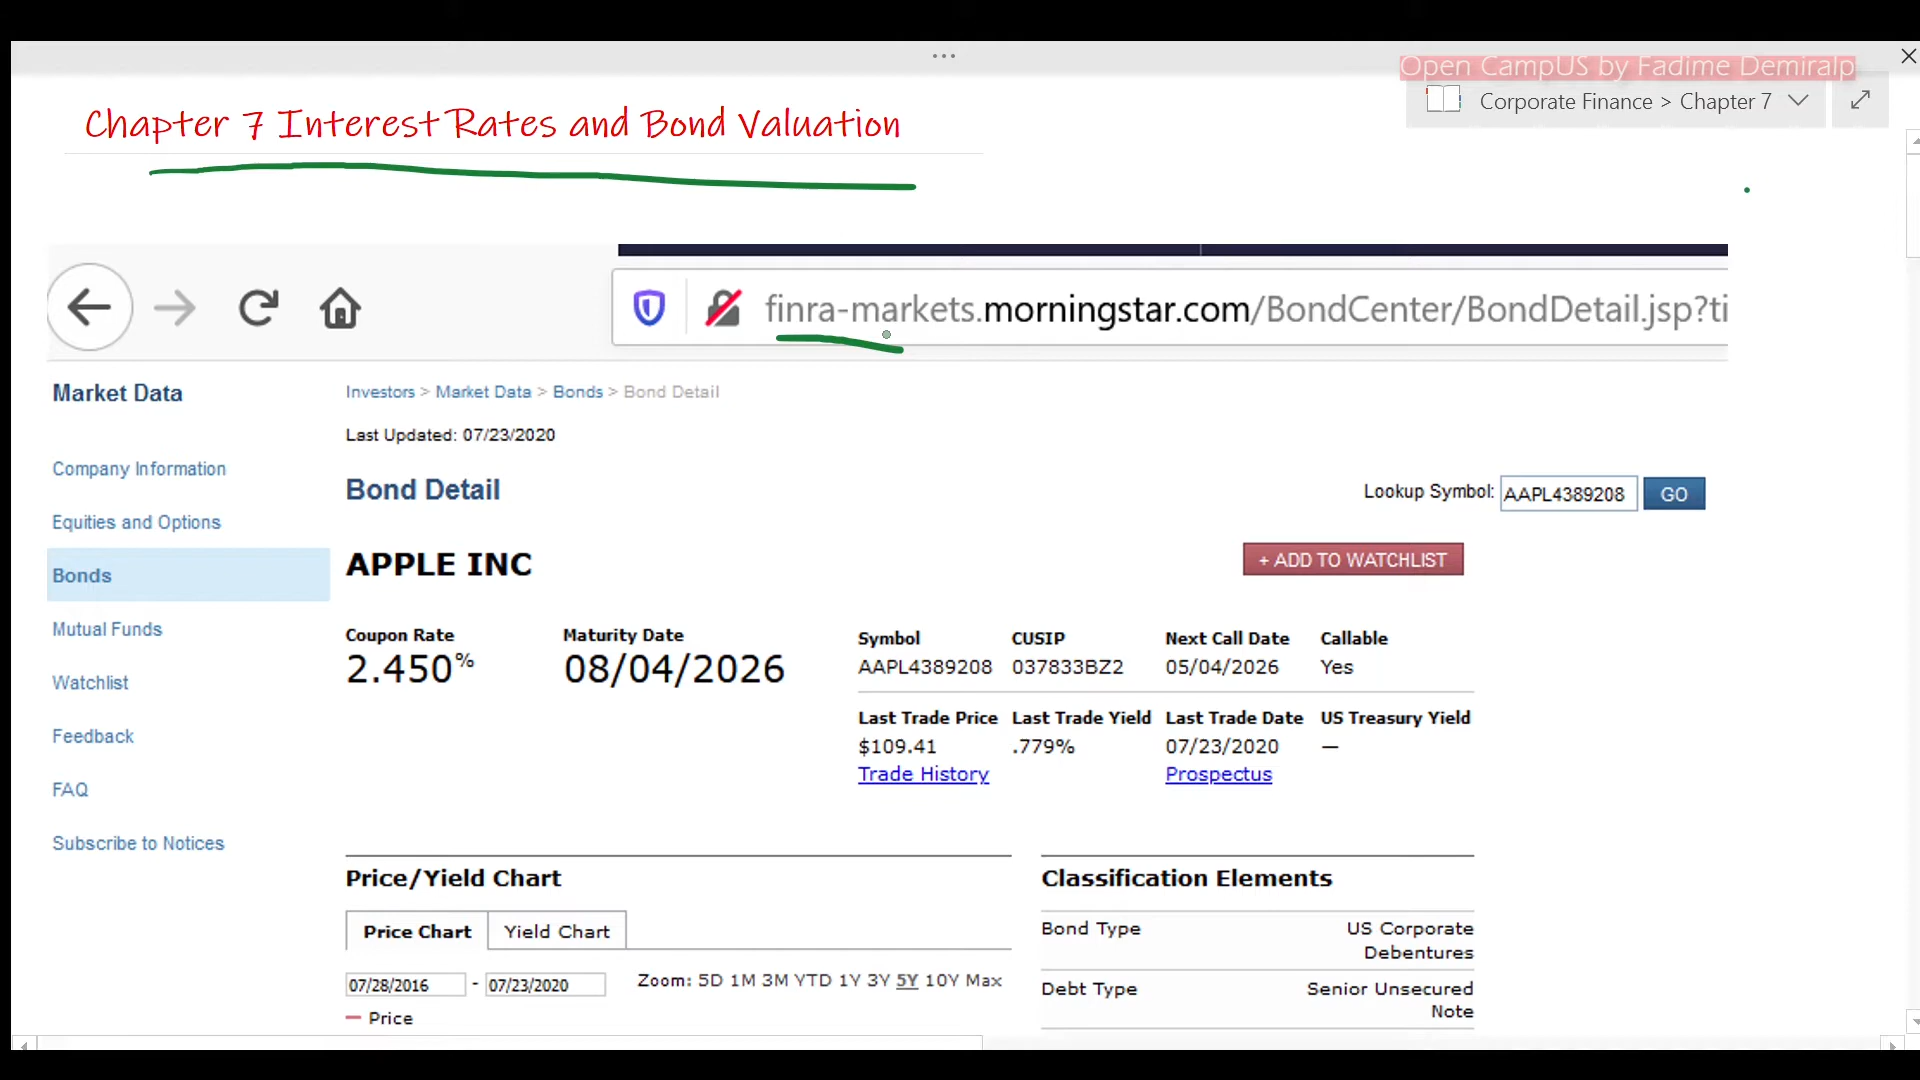 Open CampUS by Fadime Demiralp
Corporate Finance > Chapter 7
Chapter 7 Interest Rates and Bond Valuation
finra-markets.morningstar.com/BondCenter/BondDetail.jsp?ti
Market Data
Company Information
Equities and Options
Bonds
Mutual Funds
Watchlist
Feedback
FAQ
Subscribe to Notices
Investors > Market Data > Bonds > Bond Detail
Last Updated: 07/23/2020
Bond Detail
Lookup Symbol: AAPL4389208 GO
APPLE INC
+ ADD TO WATCHLIST
Coupon Rate
2.450%
Maturity Date
08/04/2026
Symbol CUSIP Next Call Date Callable
AAPL4389208 037833BZ2 05/04/2026 Yes
Last Trade Price Last Trade Yield Last Trade Date US Treasury Yield
$109.41 .779% 07/23/2020 —
Trade History Prospectus
Price/Yield Chart
Price Chart Yield Chart
07/28/2016 - 07/23/2020 Zoom: 5D 1M 3M YTD 1Y 3Y 5Y 10Y Max
Price
Classification Elements
Bond Type US Corporate
Debentures
Debt Type Senior Unsecured
Note